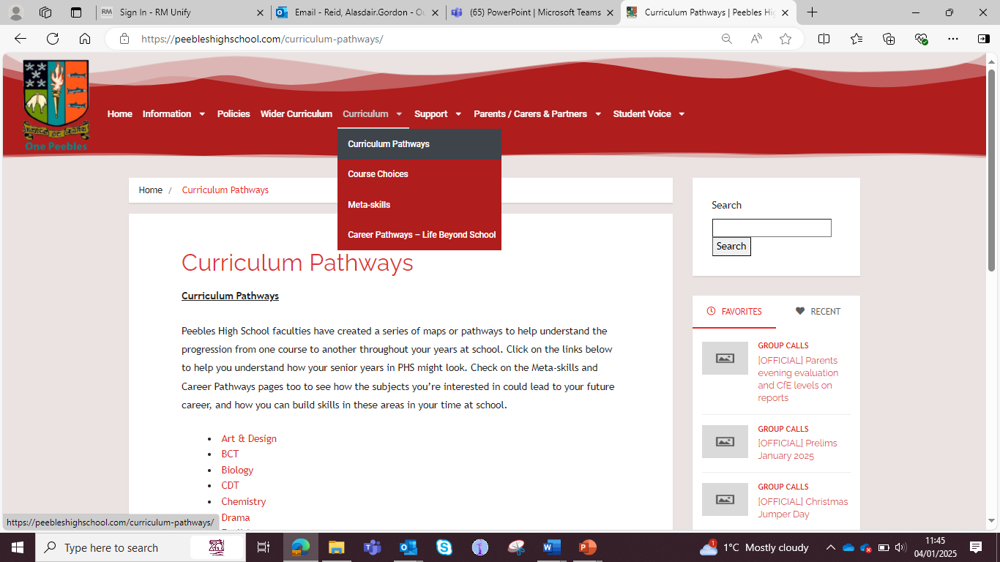 Sign In - RM Unify
Email - Reid, Alasdair.Gordon - Ou
(65) PowerPoint | Microsoft Teams
Curriculum Pathways | Peebles Hi
https://peebleshighschool.com/curriculum-pathways/
One Peebles
Home
Information
Policies
Wider Curriculum
Curriculum
Support
Parents / Carers & Partners
Student Voice
Curriculum Pathways
Course Choices
Meta-skills
Career Pathways – Life Beyond School
Home / Curriculum Pathways
Curriculum Pathways
Curriculum Pathways
Peebles High School faculties have created a series of maps or pathways to help understand the
progression from one course to another throughout your years at school. Click on the links below
to help you understand how your senior years in PHS might look. Check on the Meta-skills and
Career Pathways pages too to see how the subjects you’re interested in could lead to your future
career, and how you can build skills in these areas in your time at school.
• Art & Design
• BCT
• Biology
• CDT
• Chemistry
Drama
Search
Search
FAVORITES
RECENT
GROUP CALLS
[OFFICIAL] Parents
evening evaluation
and CfE levels on
reports
GROUP CALLS
[OFFICIAL] Prelims
January 2025
GROUP CALLS
[OFFICIAL] Christmas
Jumper Day
https://peebleshighschool.com/curriculum-pathways/
Type here to search
1
1°C Mostly cloudy
11:45
04/01/2025